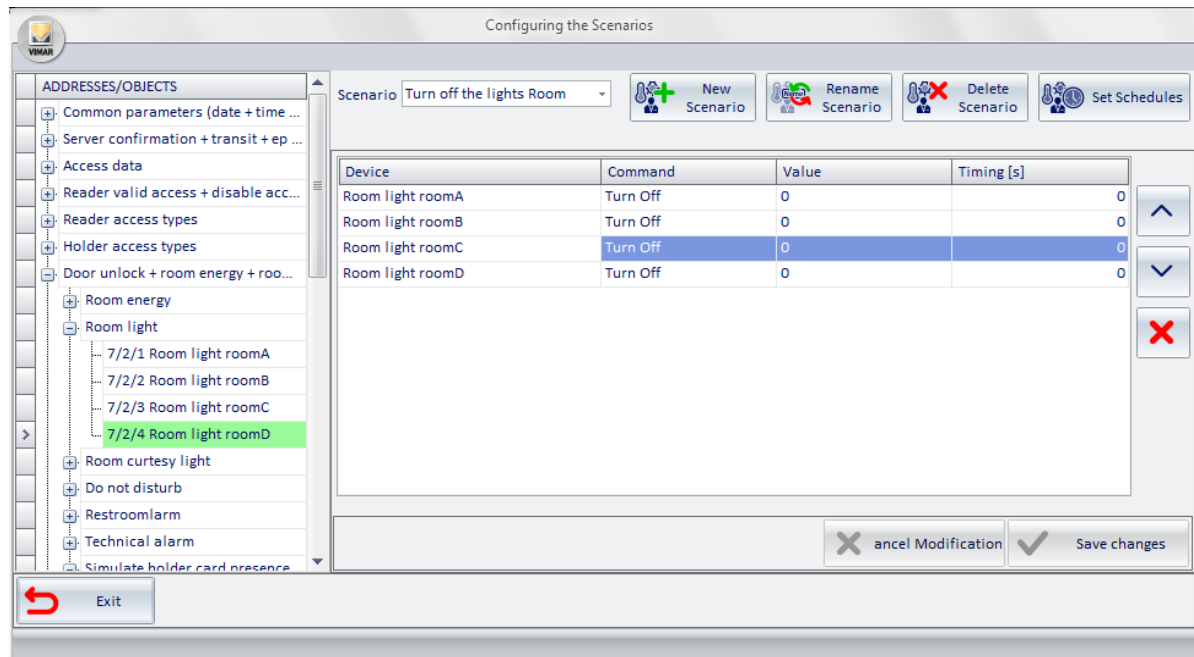 Configuring the Scenarios
VIMAR
ADDRESSES/OBJECTS
Common parameters (date + time ...
Server confirmation + transit + ep ...
Access data
Reader valid access + disable acc...
Reader access types
Holder access types
Door unlock + room energy + roo...
Room energy
Room light
7/2/1 Room light roomA
7/2/2 Room light roomB
7/2/3 Room light roomC
7/2/4 Room light roomD
Room curtesy light
Do not disturb
Restroomlarm
Technical alarm
Simulate holder card presence
Scenario Turn off the lights Room
New Scenario
Rename Scenario
Delete Scenario
Set Schedules
Device Command Value Timing [s]
Room light roomA Turn Off 0 0
Room light roomB Turn Off 0 0
Room light roomC Turn Off 0 0
Room light roomD Turn Off 0 0
ancel Modification
Save changes
Exit